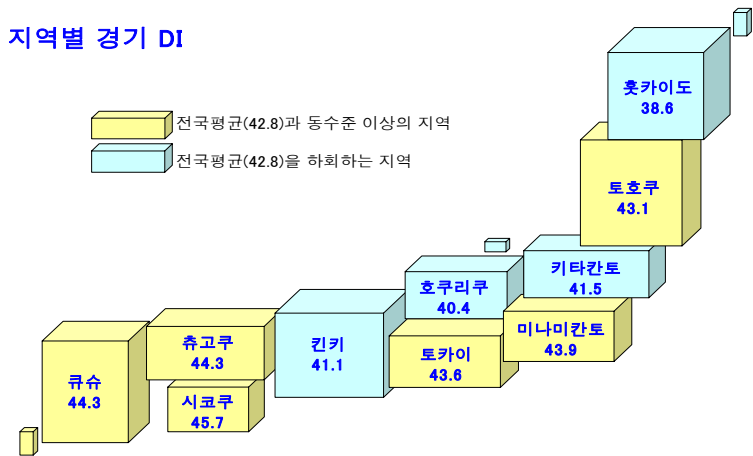 지역별 경기 DI
전국평균(42.8)과 동수준 이상의 지역
전국평균(42.8)을 하회하는 지역
홋카이도
38.6
토호쿠
43.1
키타칸토
41.5
호쿠리쿠
40.4
미나미칸토
43.9
토카이
43.6
킨키
41.1
츄고쿠
44.3
시코쿠
45.7
큐슈
44.3